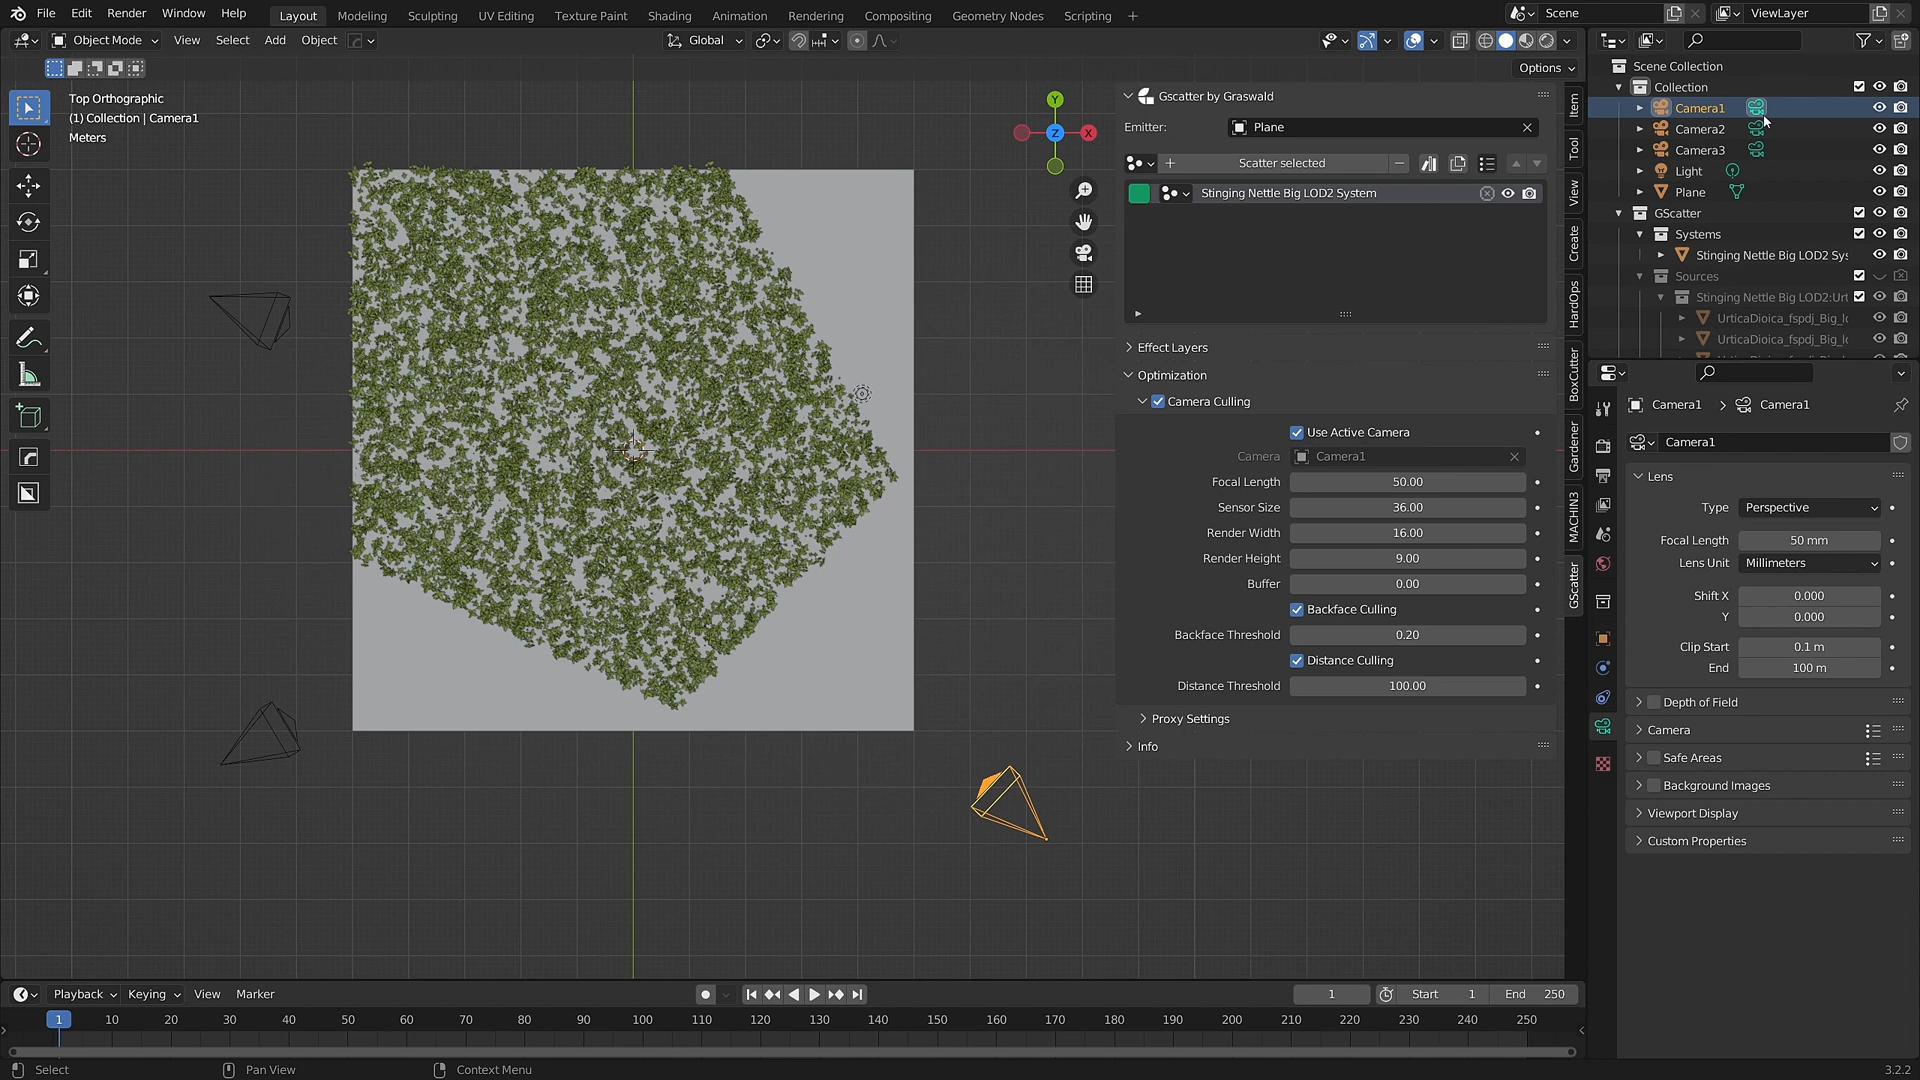 File Edit Render Window Help Layout Modeling Sculpting UV Editing Texture Paint Shading Animation Rendering Compositing Geometry Nodes Scripting + Scene ViewLayer
Object Mode View Select Add Object Global
Options
Top Orthographic
(1) Collection | Camera1
Meters
Y
X
Z
Gscatter by Graswald
Emitter: Plane
Scatter selected
Stinging Nettle Big LOD2 System
Effect Layers
Optimization
Camera Culling
Use Active Camera
Camera Camera1
Focal Length 50.00
Sensor Size 36.00
Render Width 16.00
Render Height 9.00
Buffer 0.00
Backface Culling
Backface Threshold 0.20
Distance Culling
Distance Threshold 100.00
Proxy Settings
Info
Item
Tool
View
Create
HardOps
BoxCutter
Gardener
MACHIN3
GScatter
Scene Collection
Collection
Camera1
Camera2
Camera3
Light
Plane
GScatter
Systems
Stinging Nettle Big LOD2 Sys
Sources
Stinging Nettle Big LOD2:Urt
UrticaDioica_fspdj_Big_lo
UrticaDioica_fspdj_Big_lo
Camera1 > Camera1
Camera1
Lens
Type Perspective
Focal Length 50 mm
Lens Unit Millimeters
Shift X 0.000
Y 0.000
Clip Start 0.1 m
End 100 m
Depth of Field
Camera
Safe Areas
Background Images
Viewport Display
Custom Properties
Playback Keying View Marker 1 Start 1 End 250
1 10 20 30 40 50 60 70 80 90 100 110 120 130 140 150 160 170 180 190 200 210 220 230 240 250
Select Pan View Context Menu 3.2.2